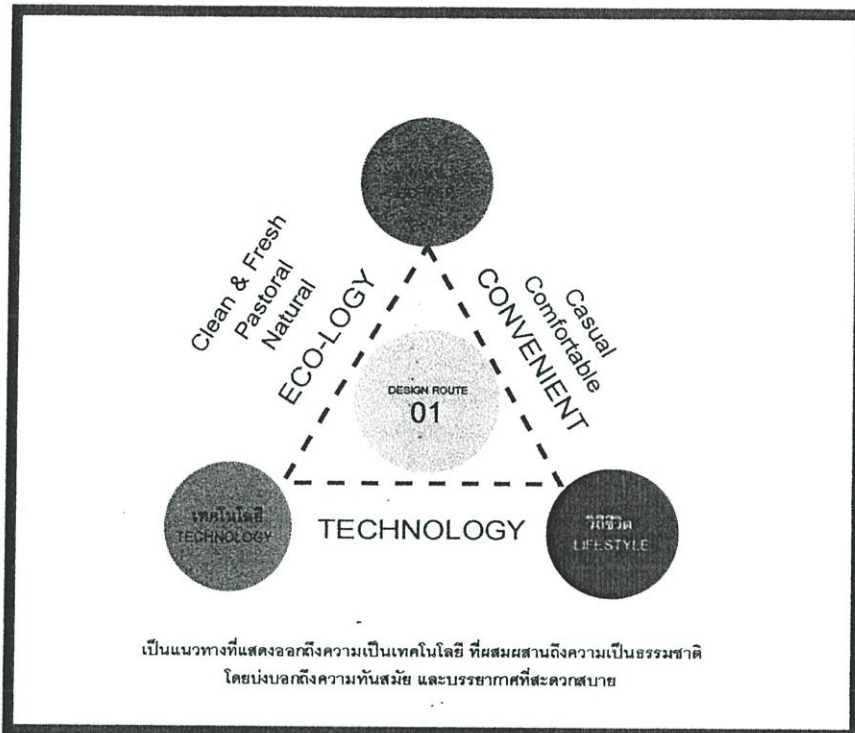 Clean & Fresh
Pastoral
Natural
ECO-LOGY
Casual
Comfortable
CONVENIENT
DESIGN ROUTE
01
เทคโนโลยี
TECHNOLOGY
TECHNOLOGY
วิถีชีวิต
LIFESTYLE
เป็นแนวทางที่แสดงออกถึงความเป็นเทคโนโลยี ที่ผสมผสานถึงความเป็นธรรมชาติ
โดยบ่งบอกถึงความทันสมัย และบรรยากาศที่สะดวกสบาย